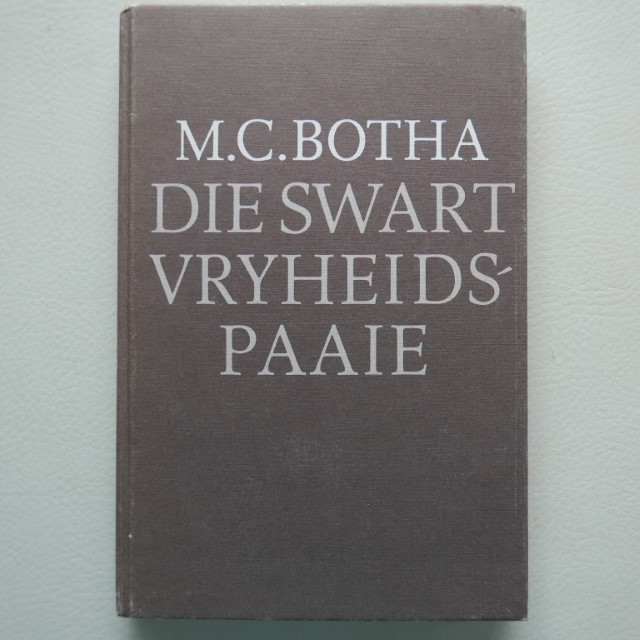 M.C.BOTHA
DIE SWART
VRYHEIDS-
PAAIE